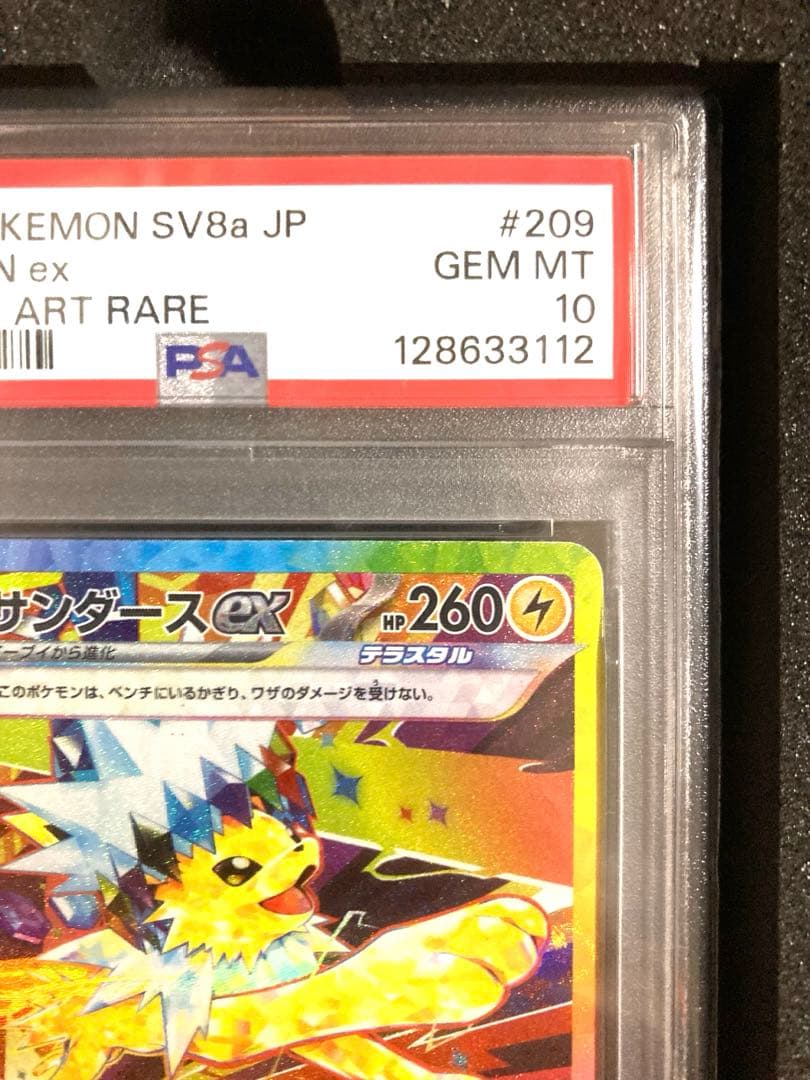 KEMON SV8a JP #209
N ex GEM MT
ART RARE 10
PSA 128633112
サンダース ex HP 260
ーブイから進化 テラスタル
このポケモンは、ベンチにいるかぎり、ワザのダメージを受けない。